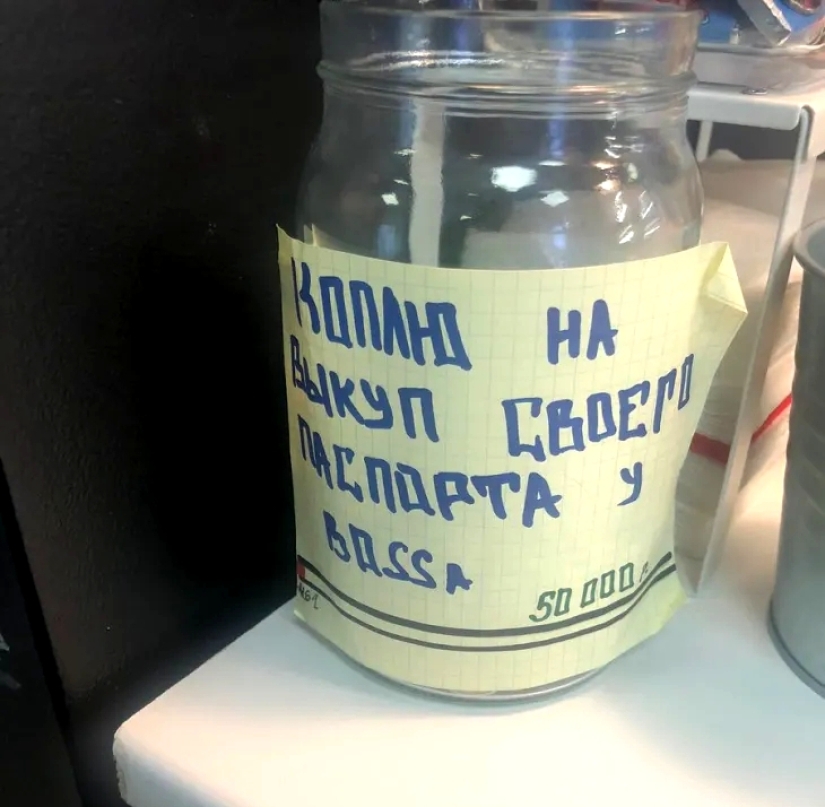 КОПЛЮ НА
ВЫКУП СВОЕГО
ПАСПОРТА У
BOSSA
50 000 г.